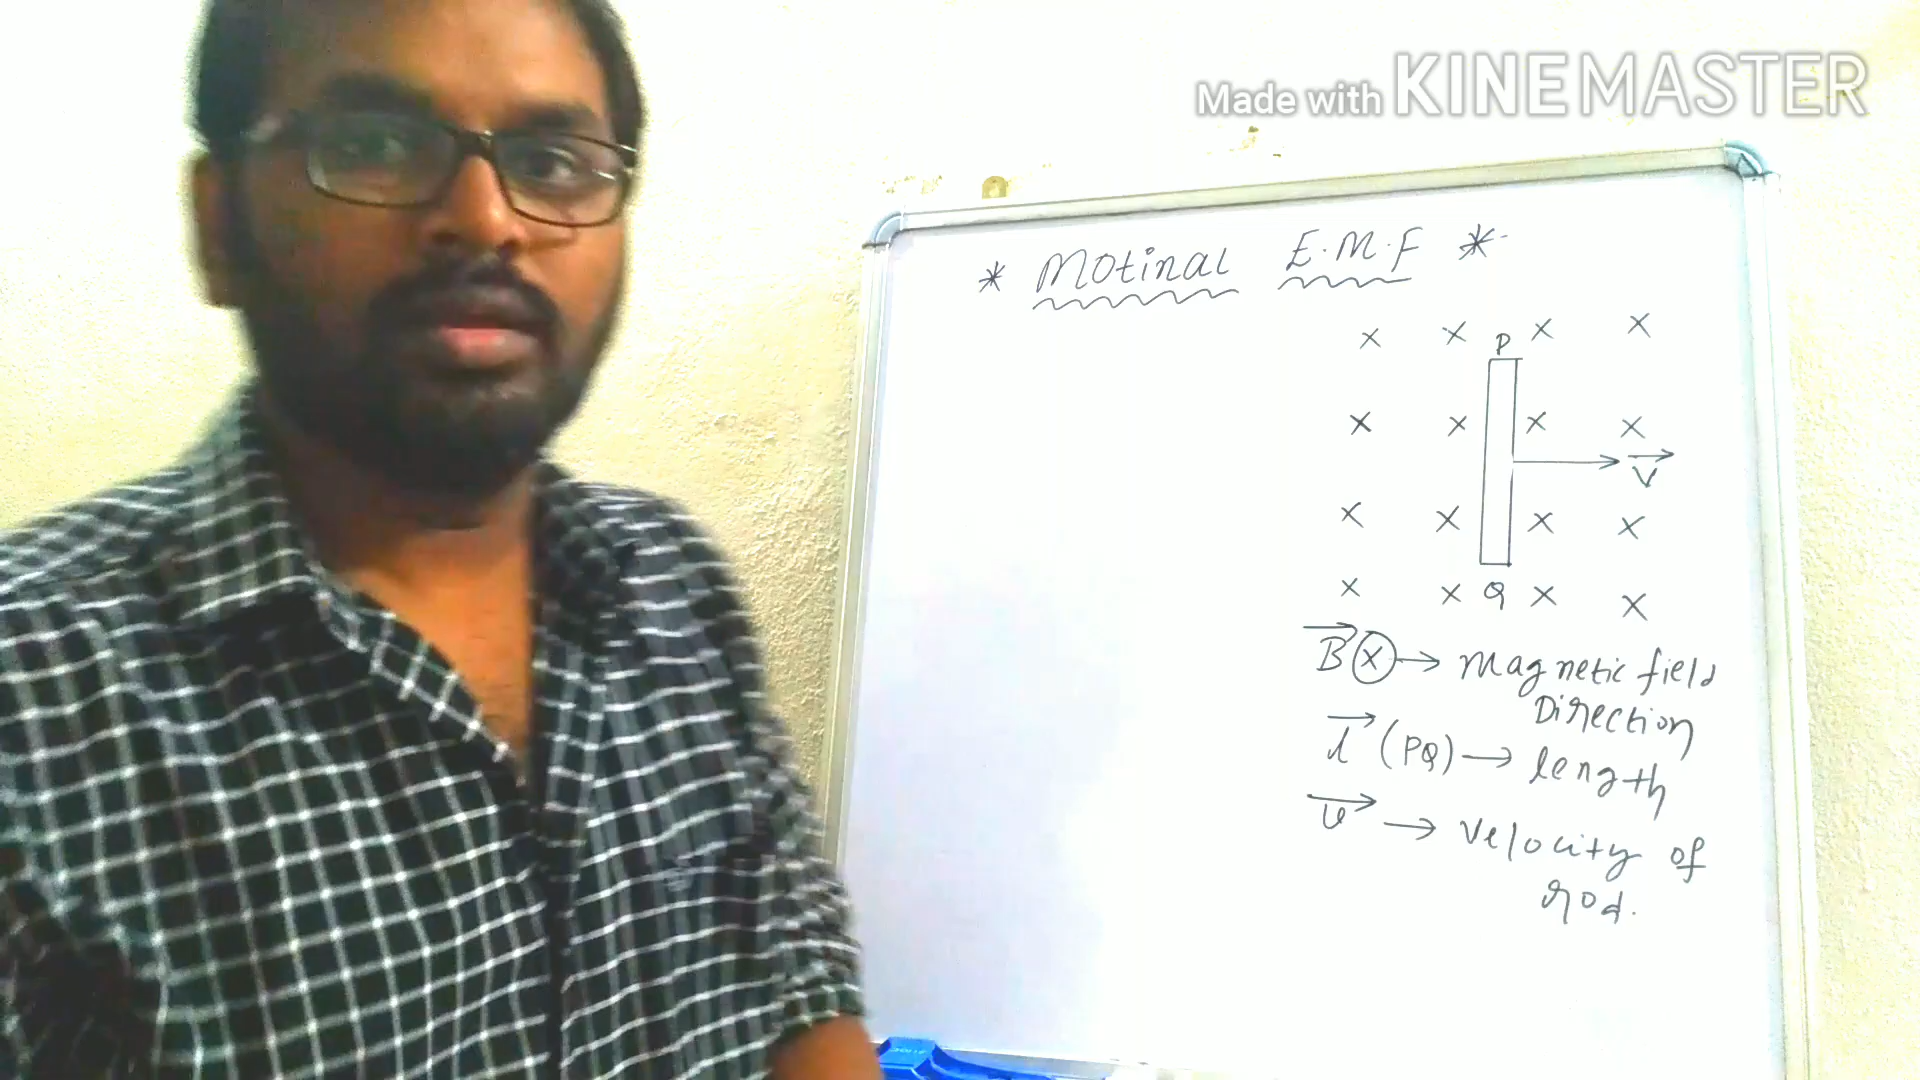 Made with KINEMASTER
* MOtinal E.M.F *
x x x x
P
x x x x
V
x x x x
x x Q x x
B (x) → Magnetic field
Direction
l (PQ) → length
v → velocity of
rod.